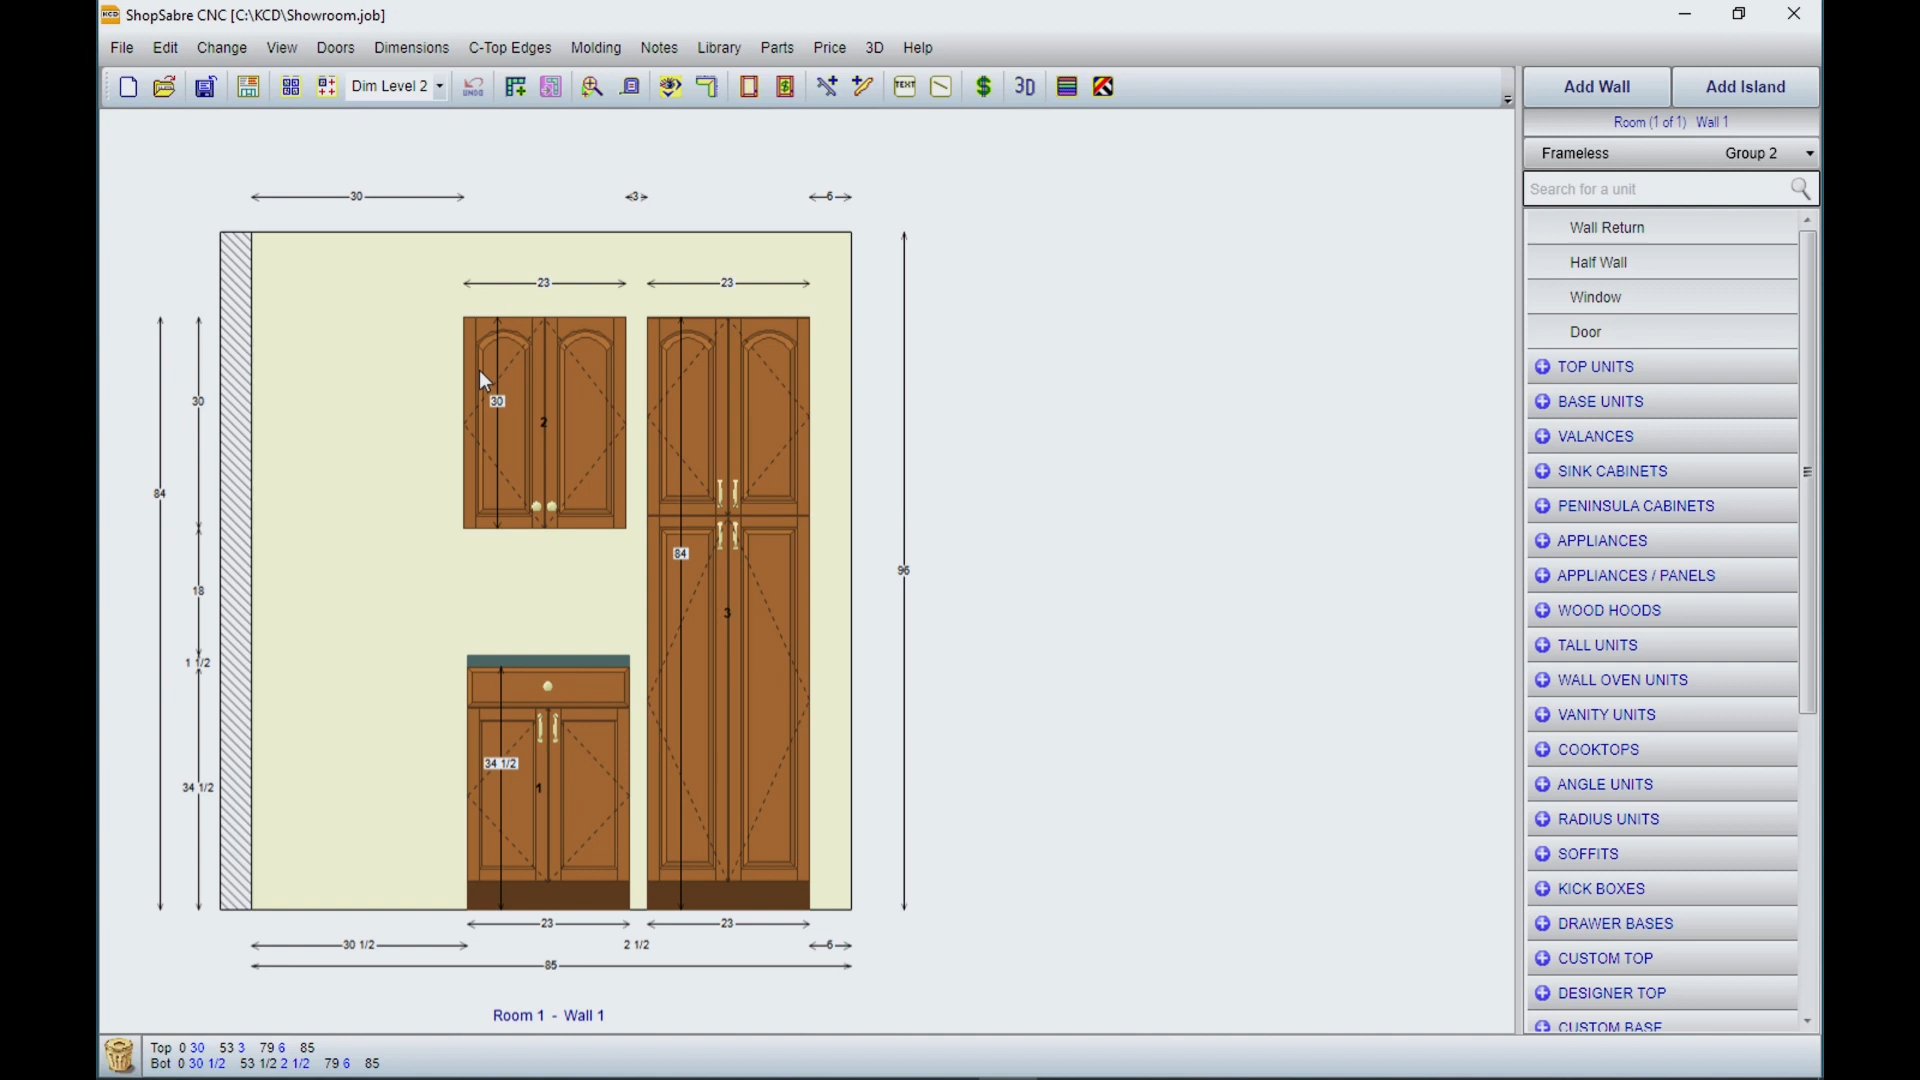 KCD ShopSabre CNC [C:\KCD\Showroom.job]
File Edit Change View Doors Dimensions C-Top Edges Molding Notes Library Parts Price 3D Help
Dim Level 2 UNDO TEXT $ 3D
Add Wall Add Island
Room (1 of 1) Wall 1
Frameless Group 2
Search for a unit
Wall Return
Half Wall
Window
Door
TOP UNITS
BASE UNITS
VALANCES
SINK CABINETS
PENINSULA CABINETS
APPLIANCES
APPLIANCES / PANELS
WOOD HOODS
TALL UNITS
WALL OVEN UNITS
VANITY UNITS
COOKTOPS
ANGLE UNITS
RADIUS UNITS
SOFFITS
KICK BOXES
DRAWER BASES
CUSTOM TOP
DESIGNER TOP
CUSTOM BASE
30 3 6
23 23
30 30
2
84
84
96
18
3
1 1/2
34 1/2
34 1/2
1
23 23
30 1/2 2 1/2 6
85
Room 1 - Wall 1
Top 0 30 53 3 79 6 85
Bot 0 30 1/2 53 1/2 2 1/2 79 6 85